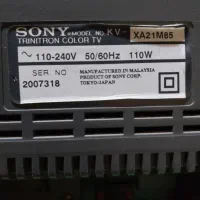 SONY MODEL NO. KV-XA21M85
TRINITRON COLOR TV
~ 110-240V 50/60Hz 110W
SER NO
2007318
MANUFACTURED IN MALAYSIA
PRODUCT OF SONY CORP.
TOKYO JAPAN